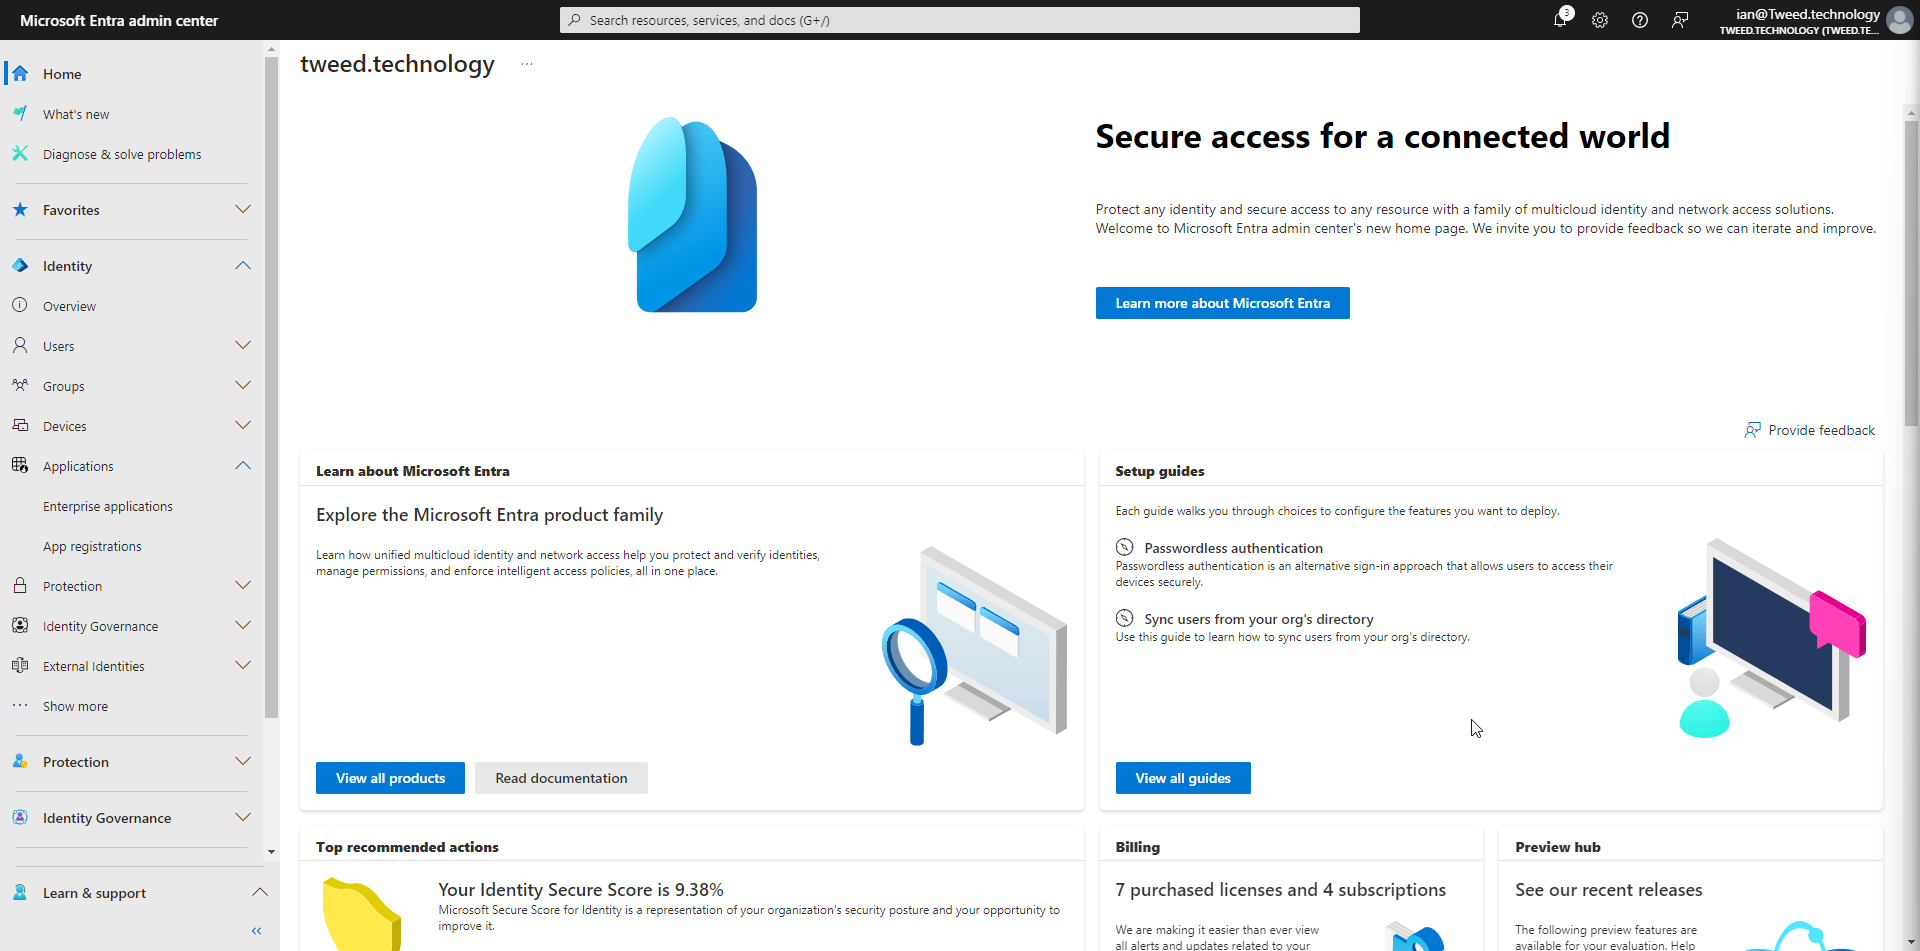 Microsoft Entra admin center
Search resources, services, and docs (G+/)
3
ian@Tweed.technology
TWEED.TECHNOLOGY (TWEED.TE...
Home
What's new
Diagnose & solve problems
Favorites
Identity
Overview
Users
Groups
Devices
Applications
Enterprise applications
App registrations
Protection
Identity Governance
External Identities
Show more
Protection
Identity Governance
Learn & support
tweed.technology
Secure access for a connected world
Protect any identity and secure access to any resource with a family of multicloud identity and network access solutions.
Welcome to Microsoft Entra admin center's new home page. We invite you to provide feedback so we can iterate and improve.
Learn more about Microsoft Entra
Provide feedback
Learn about Microsoft Entra
Explore the Microsoft Entra product family
Learn how unified multicloud identity and network access help you protect and verify identities,
manage permissions, and enforce intelligent access policies, all in one place.
View all products
Read documentation
Setup guides
Each guide walks you through choices to configure the features you want to deploy.
Passwordless authentication
Passwordless authentication is an alternative sign-in approach that allows users to access their
devices securely.
Sync users from your org's directory
Use this guide to learn how to sync users from your org's directory.
View all guides
Top recommended actions
Your Identity Secure Score is 9.38%
Microsoft Secure Score for Identity is a representation of your organization's security posture and your opportunity to
improve it.
Billing
7 purchased licenses and 4 subscriptions
We are making it easier than ever view
all alerts and updates related to your
Preview hub
See our recent releases
The following preview features are
available for your evaluation. Help